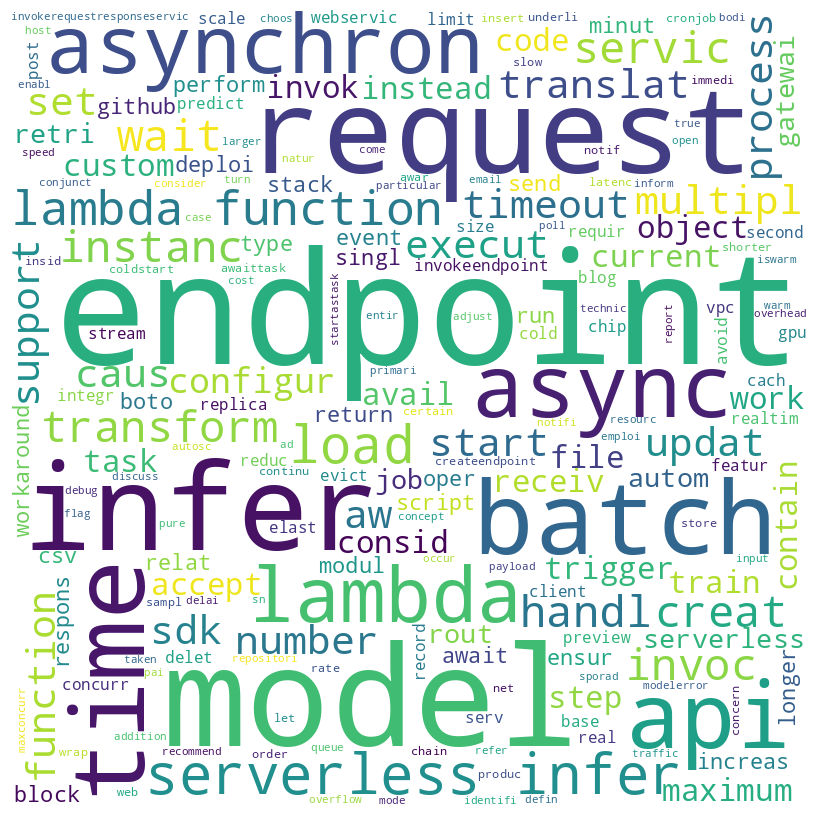 invokerequestresponseservic scale choos webservic limit insert underli cronjob bodi
host post asynchron code servic minut slow
enabl set github perform invok instead translat immedi process gatewai
retri wait predict larger request come notif true open
speed custom deploi natur turn stack awar particular email send latenc inform
conjunct consider
lambda function timeout multipl
case size poll requir object second
support insid instanc type event singl execut current shorter iswarm
coldstart awaittask cost invokeendpoint blog
stream endpoint startastask entir adjust run cold technic chip report vpc avoid warm overhead gpu
caus configur primari avail async work cach realtim
integr boto replica return certain notifi resourc
workaround transform autosc ad load start file updat
task reduc continu evict createendpoint emploi featur
debug discuss infer job oper receiv autom contain
flag pure elast aw concept script batch store
csv relat modul consid occur trigger train input
respons sampl delai accept lambda payload client handl creat
function time sdk number rout record preview serverless
taken sn delet repositori await ensur invoc longer
concurr pai rate net step sporad modelerror
maxconcurr let model serv base real api concern
addition queue chain refer traffic
wrap recommend order produc increas
block web serverless infer maximum
overflow mode identifi defin